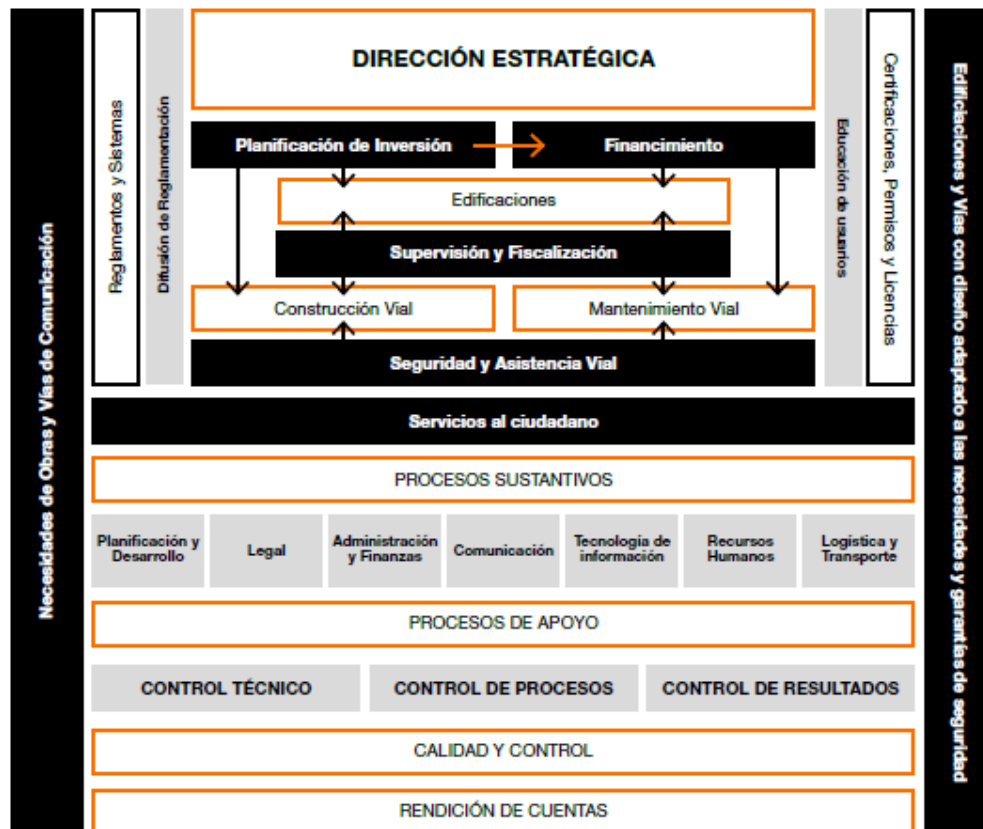 Necesidades de Obras y Vías de Comunicación
Reglamentos y Sistemas
Difusión de Reglamentación
DIRECCIÓN ESTRATÉGICA
Planificación de Inversión
Financimiento
Edificaciones
Supervisión y Fiscalización
Construcción Vial
Mantenimiento Vial
Seguridad y Asistencia Vial
Educación de usuarios
Certificaciones, Permisos y Licencias
Edificiaciones y Vías con diseño adaptado a las necesidades y garantías de seguridad
Servicios al ciudadano
PROCESOS SUSTANTIVOS
Planificación y
Desarrollo
Legal
Administración
y Finanzas
Comunicación
Tecnología de
información
Recursos
Humanos
Logística y
Transporte
PROCESOS DE APOYO
CONTROL TÉCNICO
CONTROL DE PROCESOS
CONTROL DE RESULTADOS
CALIDAD Y CONTROL
RENDICIÓN DE CUENTAS